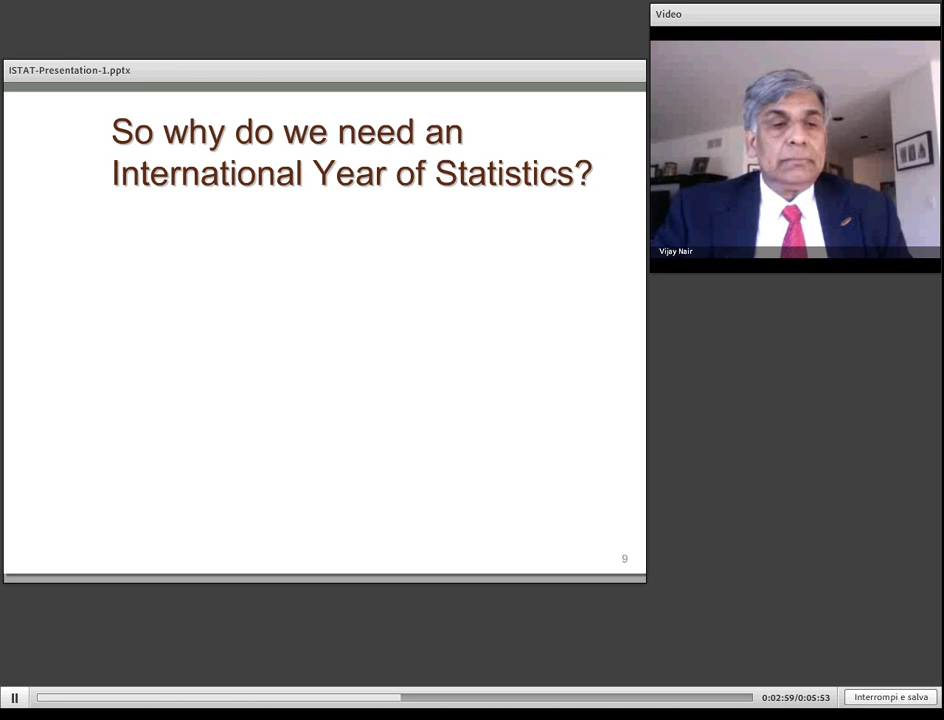 Video
ISTAT-Presentation-1.pptx
So why do we need an
International Year of Statistics?
Vijay Nair
9
0:02:59/0:05:53
Interrompi e salva